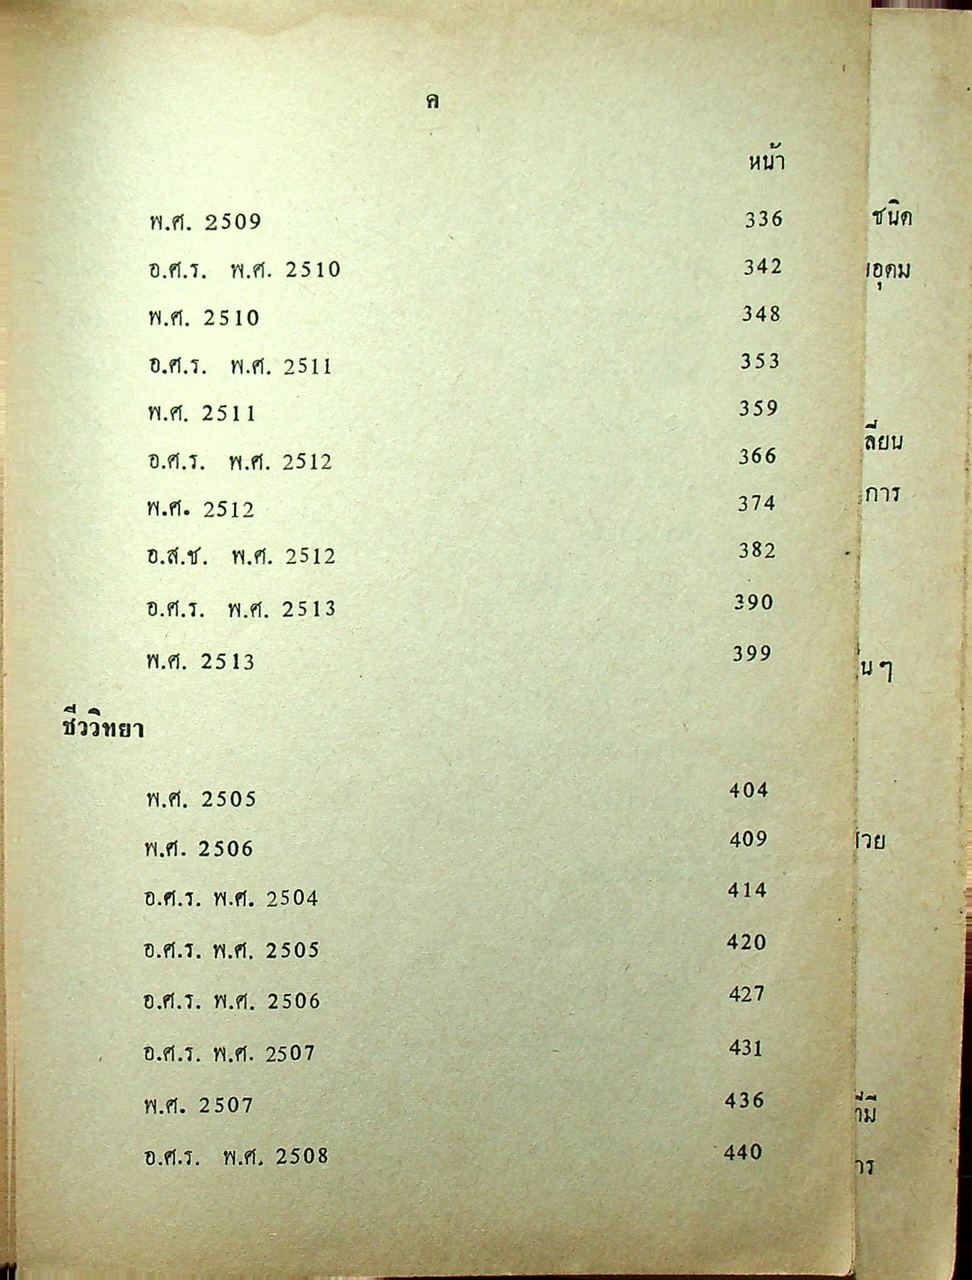 ค
หน้า
พ.ศ. 2509 336
อ.ศ.ร. พ.ศ. 2510 342
พ.ศ. 2510 348
อ.ศ.ร. พ.ศ. 2511 353
พ.ศ. 2511 359
อ.ศ.ร. พ.ศ. 2512 366
พ.ศ. 2512 374
อ.ส.ช. พ.ศ. 2512 382
อ.ศ.ร. พ.ศ. 2513 390
พ.ศ. 2513 399
ชีววิทยา
พ.ศ. 2505 404
พ.ศ. 2506 409
อ.ศ.ร. พ.ศ. 2504 414
อ.ศ.ร. พ.ศ. 2505 420
อ.ศ.ร. พ.ศ. 2506 427
อ.ศ.ร. พ.ศ. 2507 431
พ.ศ. 2507 436
อ.ศ.ร. พ.ศ. 2508 440
ชนิด